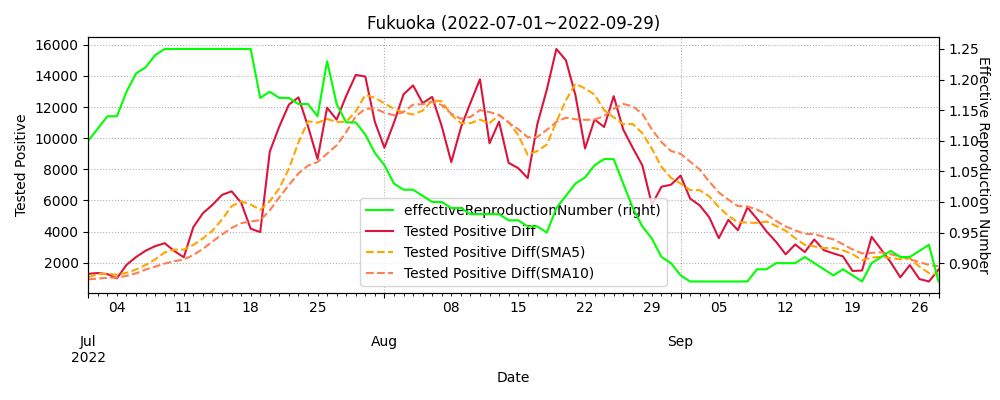 Fukuoka (2022-07-01~2022-09-29)
16000
14000
12000
10000
8000
6000
4000
2000
Tested Positive
1.25
1.20
1.15
1.10
1.05
1.00
0.95
0.90
Effective Reproduction Number
effectiveReproductionNumber (right)
Tested Positive Diff
Tested Positive Diff(SMA5)
Tested Positive Diff(SMA10)
04 11 18 25 08 15 22 29 05 12 19 26
Jul Aug Sep
2022
Date